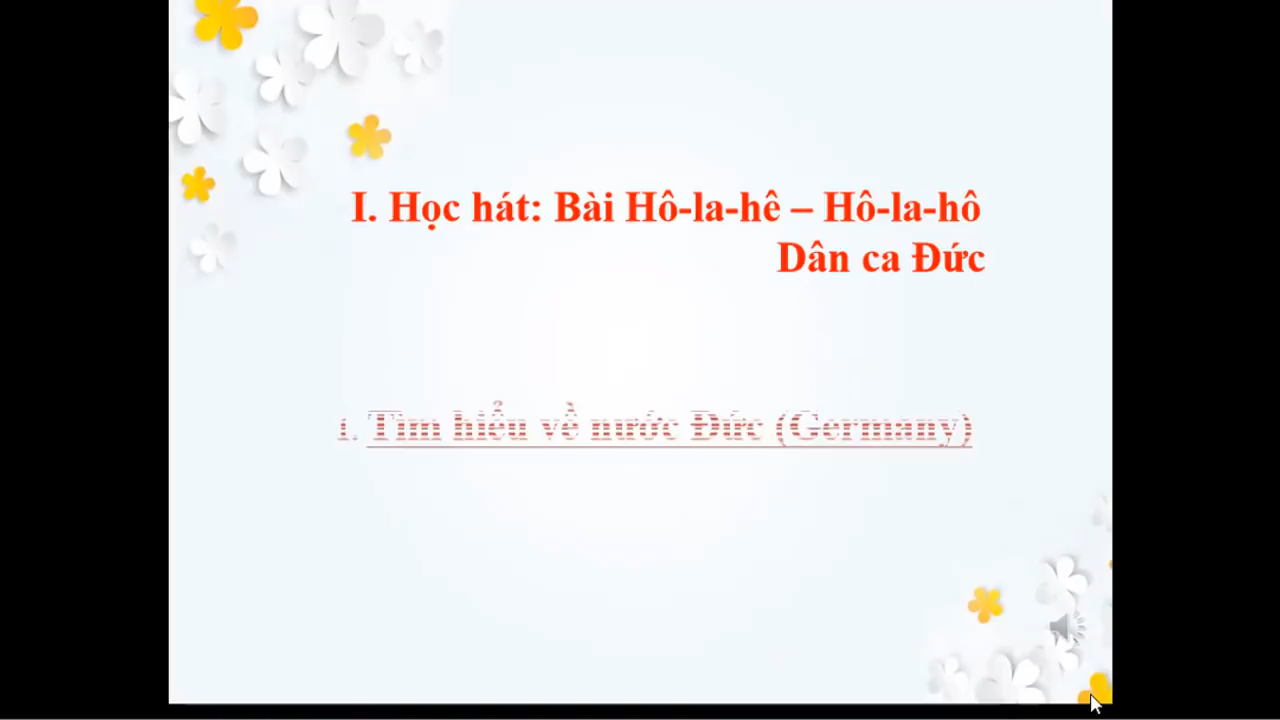 I. Học hát: Bài Hô-la-hê – Hô-la-hô
Dân ca Đức
1. Tìm hiểu về nước Đức (Germany)